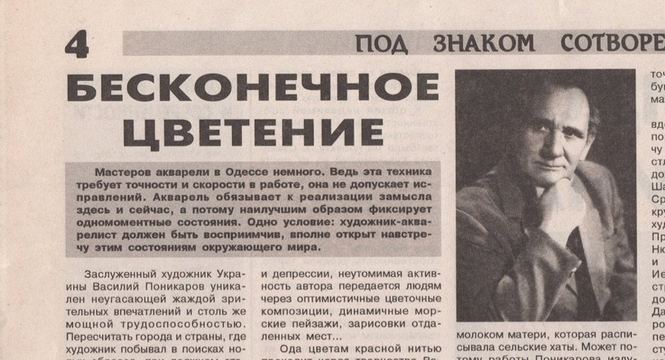 4
ПОД ЗНАКОМ СОТВОРЕ
БЕСКОНЕЧНОЕ
ЦВЕТЕНИЕ
Мастеров акварели в Одессе немного. Ведь эта техника
требует точности и скорости в работе, она не допускает ис-
правлений. Акварель обязывает к реализации замысла
здесь и сейчас, а потому наилучшим образом фиксирует
одномоментные состояния. Одно условие: художник-аква-
релист должен быть восприимчив, вполне открыт навстре-
чу этим состояниям окружающего мира.
Заслуженный художник Укра-
ины Василий Поникаров уника-
лен неугасающей жаждой зри-
тельных впечатлений и столь же
мощной трудоспособностью.
Пересчитать города и страны, где
художник побывал в поисках но-
и депрессии, неутомимая актив-
ность автора передается людям
через оптимистичные цветочные
композиции, динамичные мор-
ские пейзажи, зарисовки отда-
ленных мест...
Ода цветам красной нитью
молоком матери, которая распи-
сывала сельские хаты. Может по-
тому работы Поникарова излу-